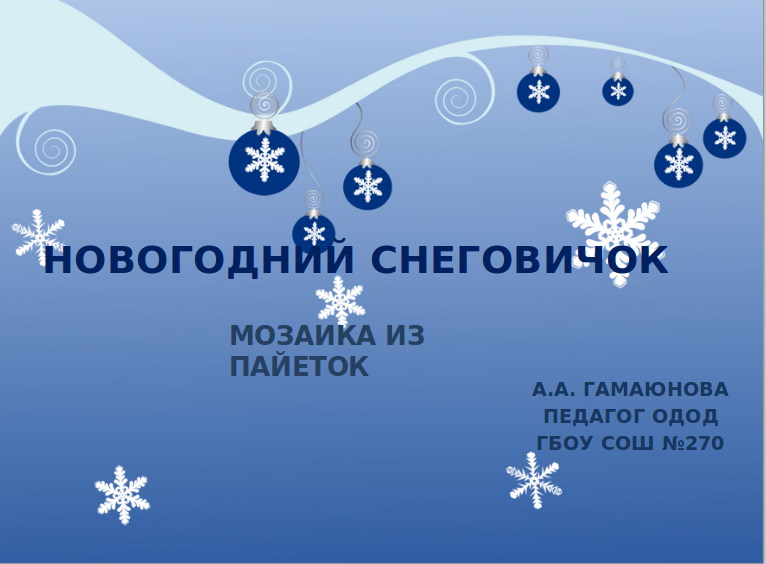 НОВОГОДНИЙ СНЕГОВИЧОК
МОЗАИКА ИЗ
ПАЙЕТОК
А.А. ГАМАЮНОВА
ПЕДАГОГ ОДОД
ГБОУ СОШ №270